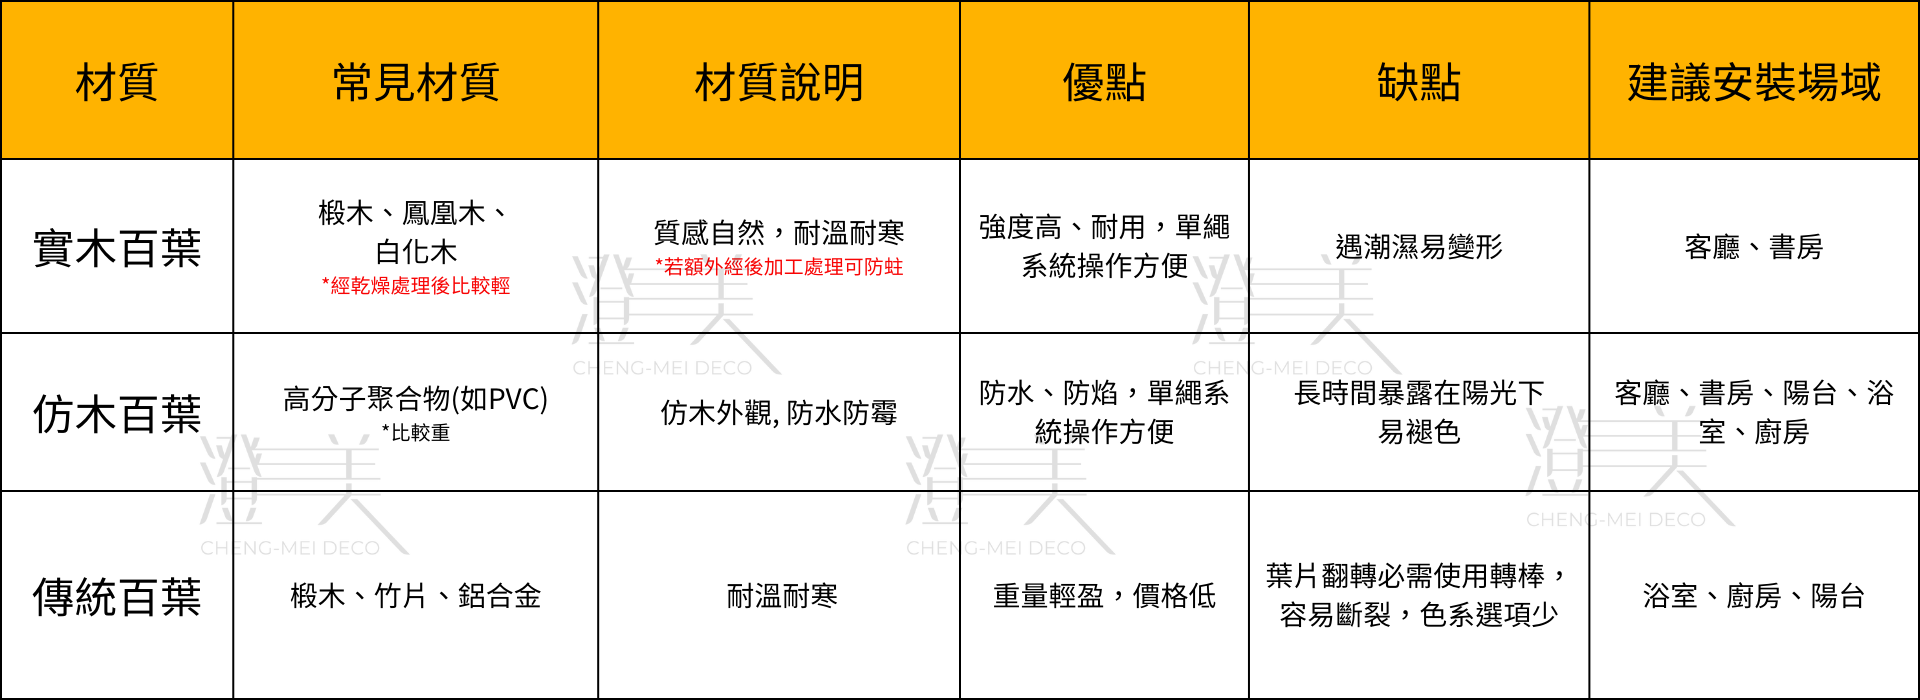 材質
常見材質
材質說明
優點
缺點
建議安裝場域
實木百葉
椴木、鳳凰木、
白化木
*經乾燥處理後比較輕
質感自然，耐溫耐寒
*若額外經後加工處理可防蛀
強度高、耐用，單繩
系統操作方便
遇潮濕易變形
客廳、書房
仿木百葉
高分子聚合物(如PVC)
*比較重
仿木外觀, 防水防霉
防水、防焰，單繩系
統操作方便
長時間暴露在陽光下
易褪色
客廳、書房、陽台、浴
室、廚房
傳統百葉
椴木、竹片、鋁合金
耐溫耐寒
重量輕盈，價格低
葉片翻轉必需使用轉棒，
容易斷裂，色系選項少
浴室、廚房、陽台
澄美
CHENG-MEI DECO
澄美
CHENG-MEI DECO
澄美
CHENG-MEI DECO
澄美
CHENG-MEI DECO
澄美
CHENG-MEI DECO